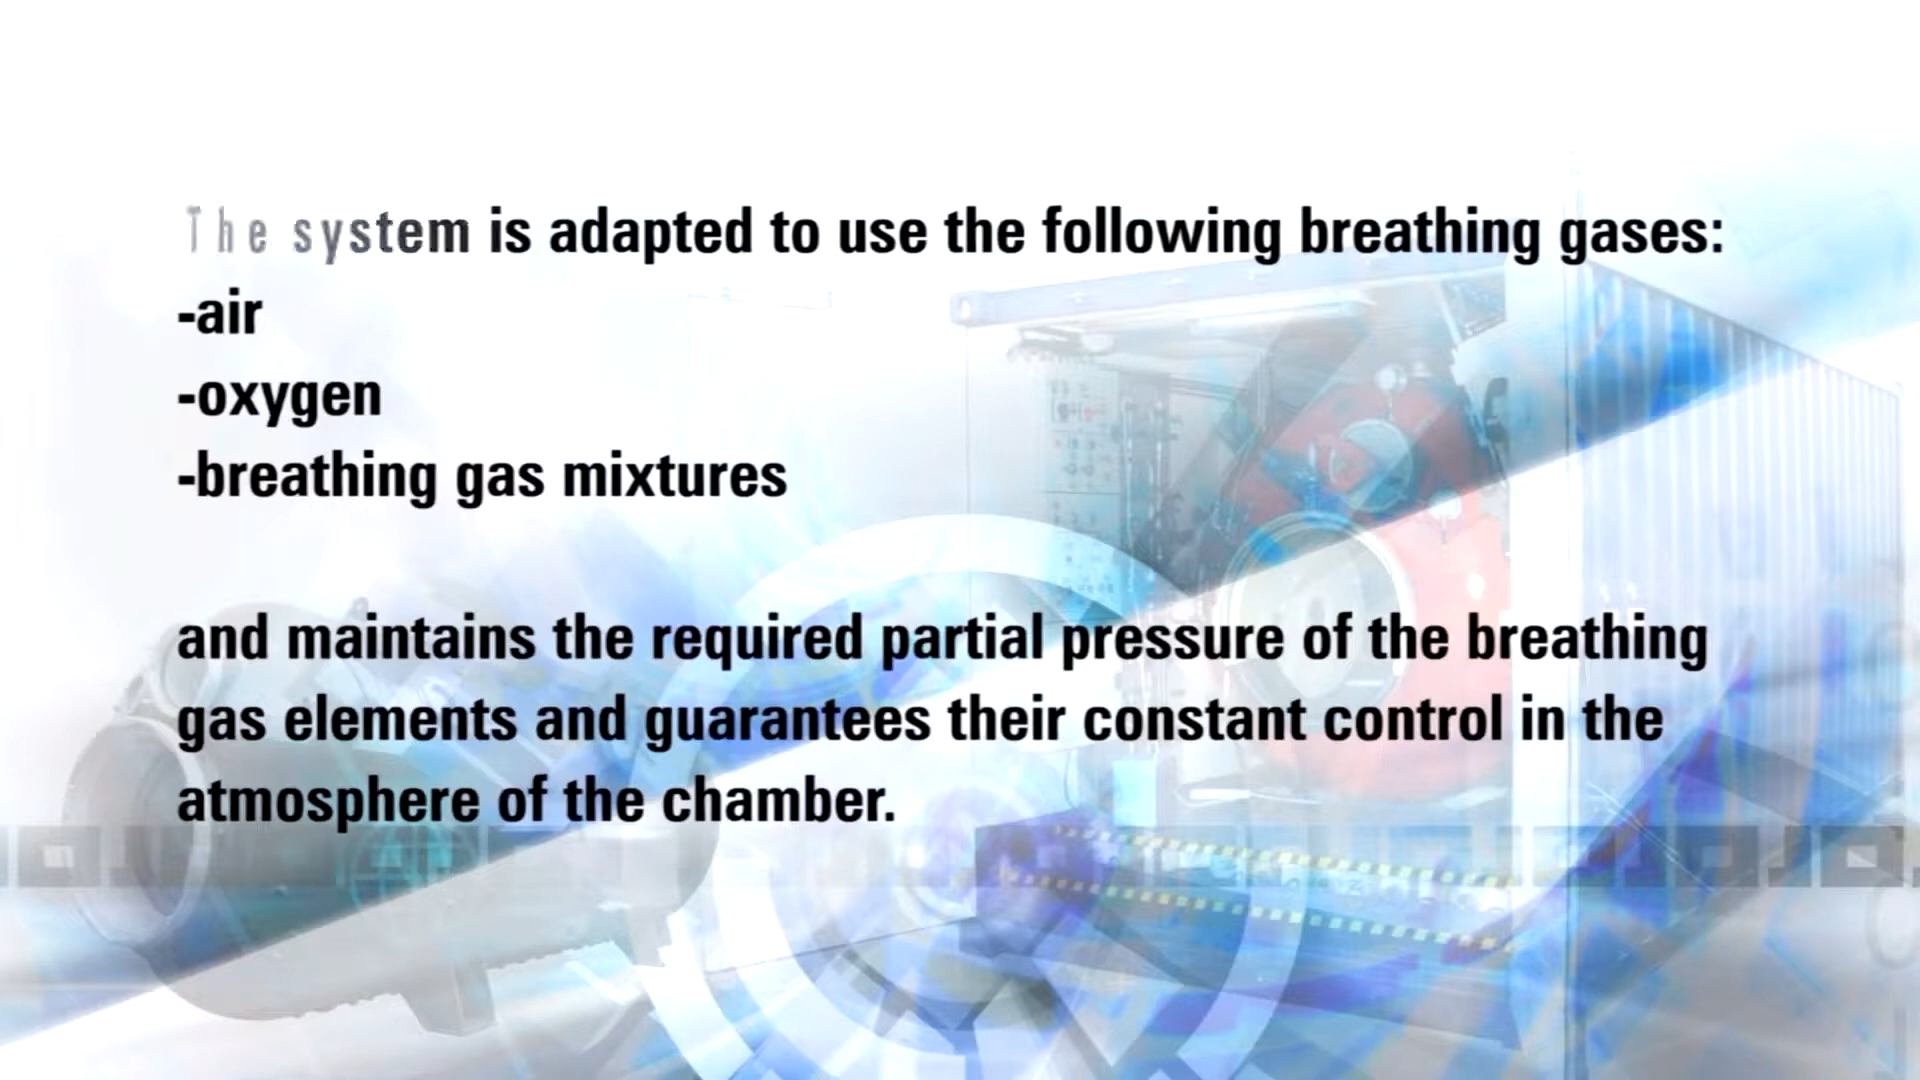 The system is adapted to use the following breathing gases:
-air
-oxygen
-breathing gas mixtures
and maintains the required partial pressure of the breathing
gas elements and guarantees their constant control in the
atmosphere of the chamber.